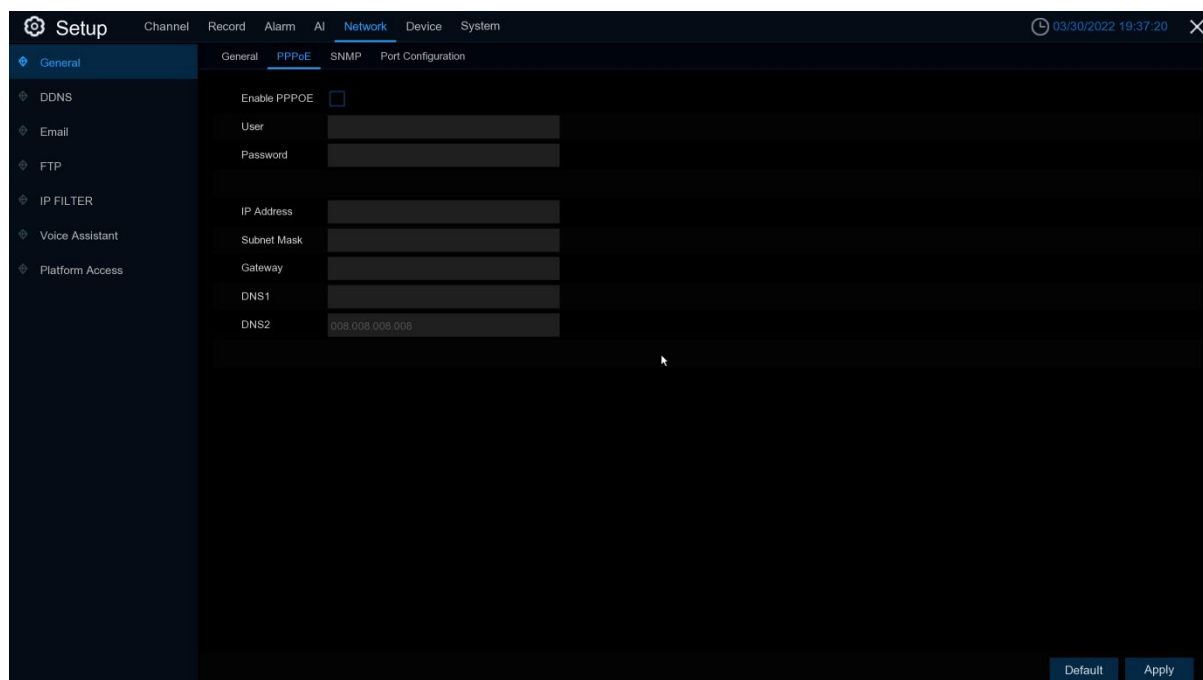 Setup Channel Record Alarm AI Network Device System 03/30/2022 19:37:20
General PPPoE SNMP Port Configuration
General
DDNS
Email
FTP
IP FILTER
Voice Assistant
Platform Access
Enable PPPOE
User
Password
IP Address
Subnet Mask
Gateway
DNS1
DNS2 008.008.008.008
Default Apply